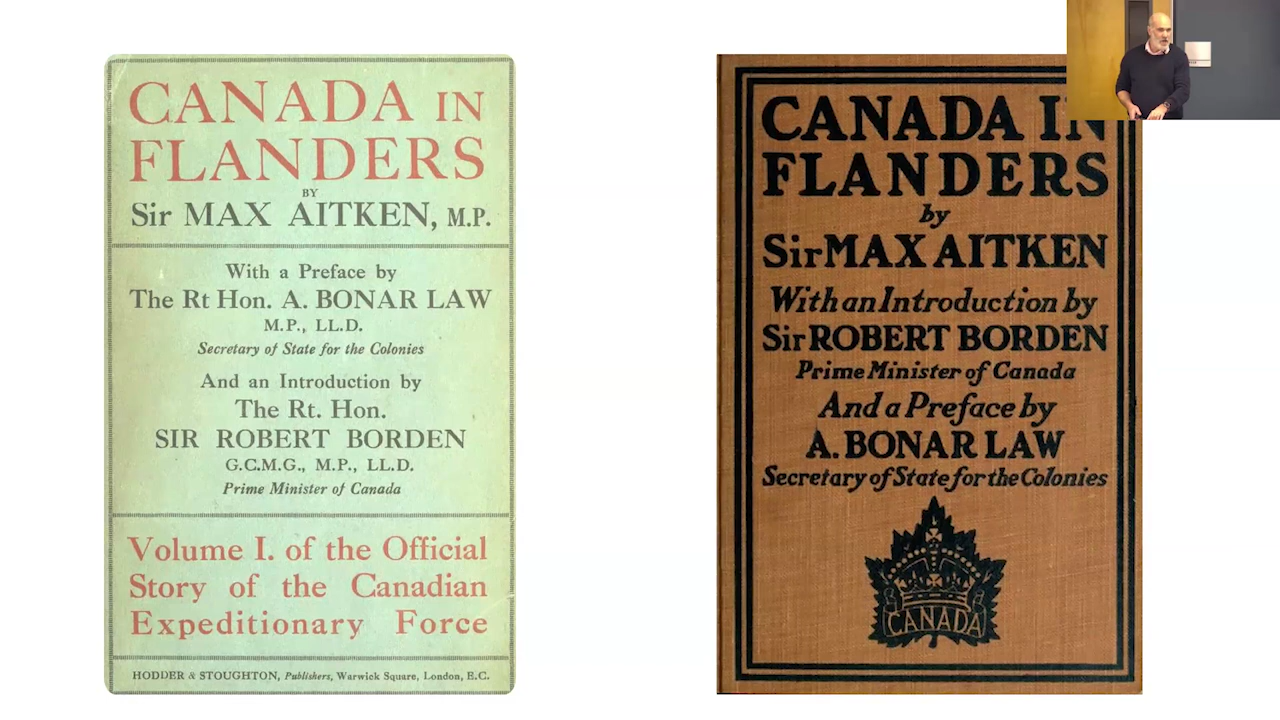 CANADA IN
FLANDERS
BY
Sir MAX AITKEN, M.P.
With a Preface by
The Rt Hon. A. BONAR LAW
M.P., LL.D.
Secretary of State for the Colonies
And an Introduction by
The Rt. Hon.
SIR ROBERT BORDEN
G.C.M.G., M.P., LL.D.
Prime Minister of Canada
Volume I. of the Official
Story of the Canadian
Expeditionary Force
HODDER & STOUGHTON, Publishers, Warwick Square, London, E.C.
CANADA IN
FLANDERS
by
Sir MAX AITKEN
With an Introduction by
Sir ROBERT BORDEN
Prime Minister of Canada
And a Preface by
A. BONAR LAW
Secretary of State for the Colonies
CANADA